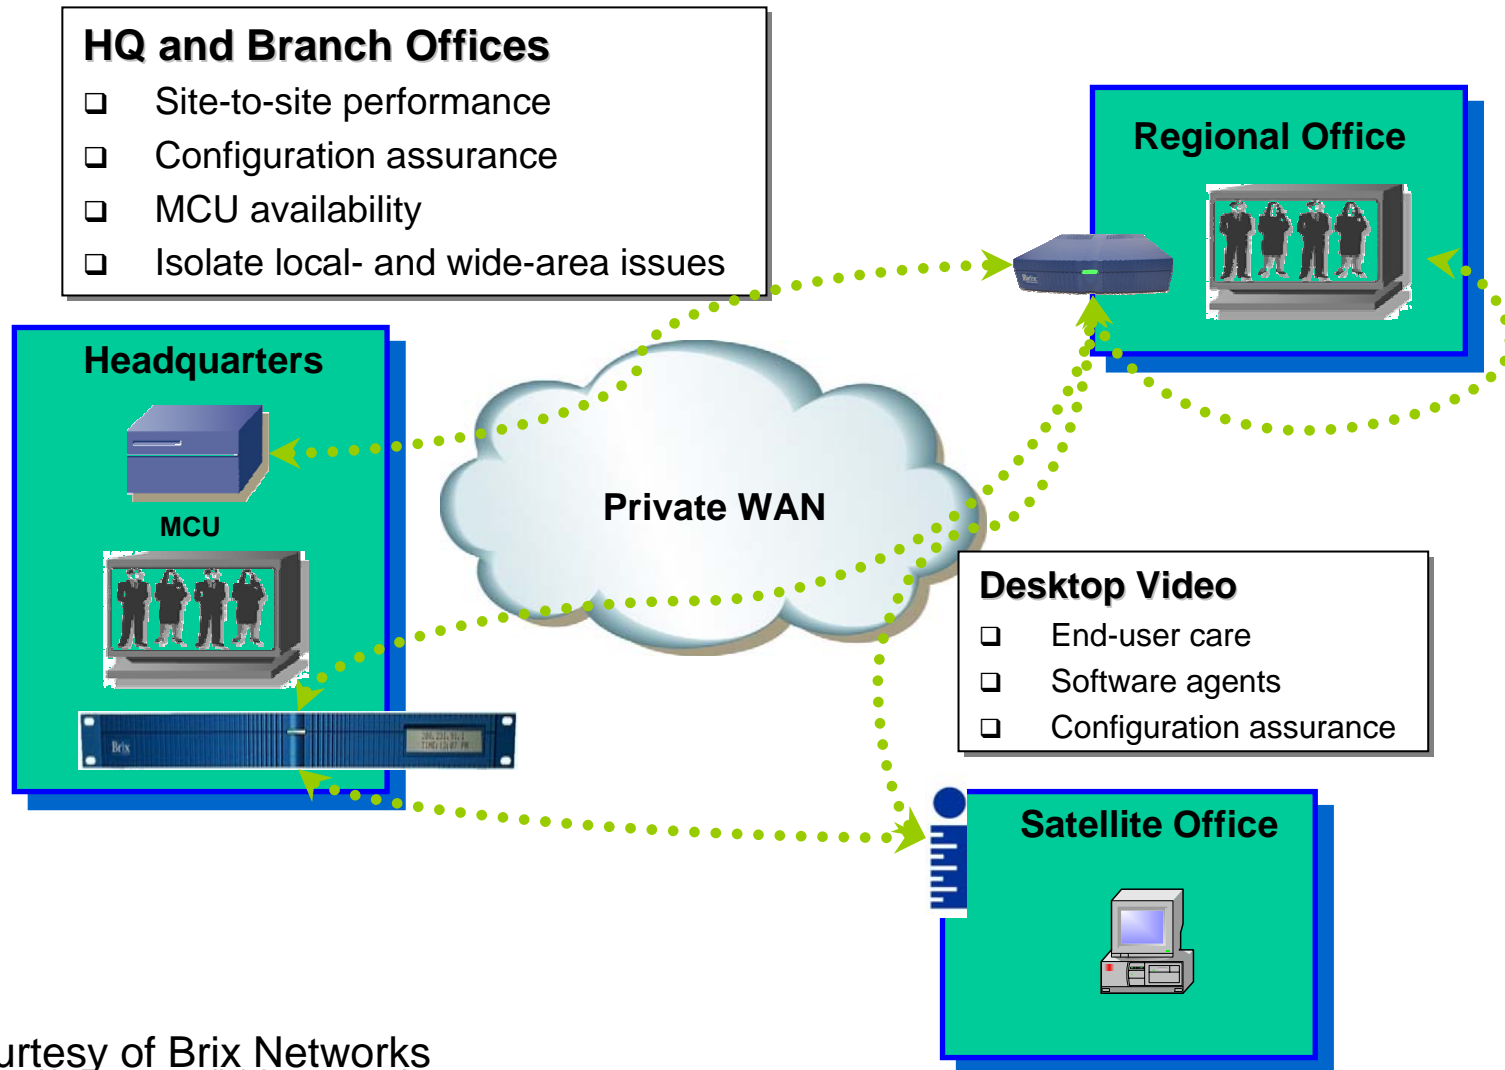 HQ and Branch Offices
❑ Site-to-site performance
❑ Configuration assurance
❑ MCU availability
❑ Isolate local- and wide-area issues
Regional Office
Brix
Headquarters
MCU
Private WAN
Brix
Desktop Video
❑ End-user care
❑ Software agents
❑ Configuration assurance
Satellite Office
urtesy of Brix Networks